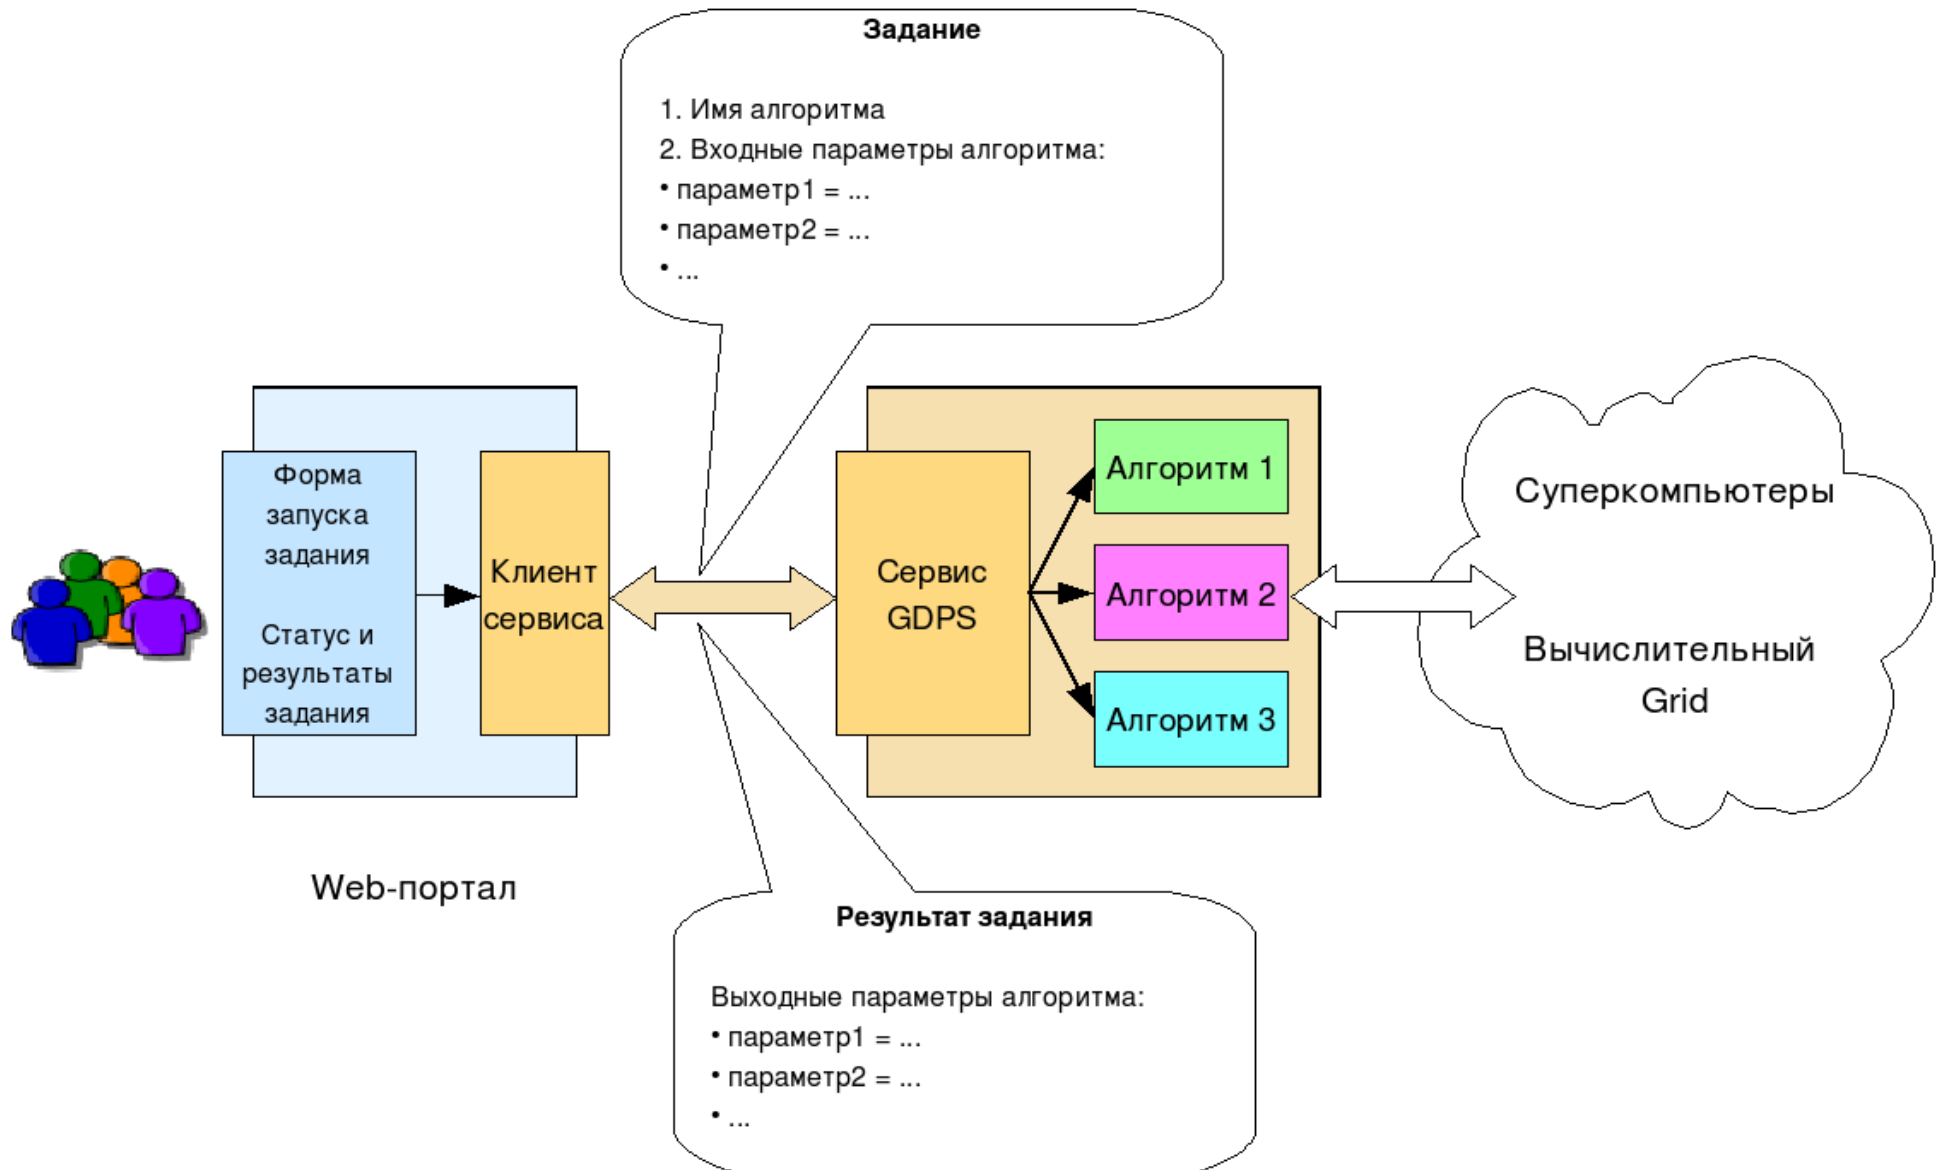 Задание
1. Имя алгоритма
2. Входные параметры алгоритма:
• параметр1 = ...
• параметр2 = ...
• ...
Форма
запуска
задания
Статус и
результаты
задания
Клиент
сервиса
Сервис
GDPS
Алгоритм 1
Алгоритм 2
Алгоритм 3
Суперкомпьютеры
Вычислительный
Grid
Web-портал
Результат задания
Выходные параметры алгоритма:
• параметр1 = ...
• параметр2 = ...
• ...